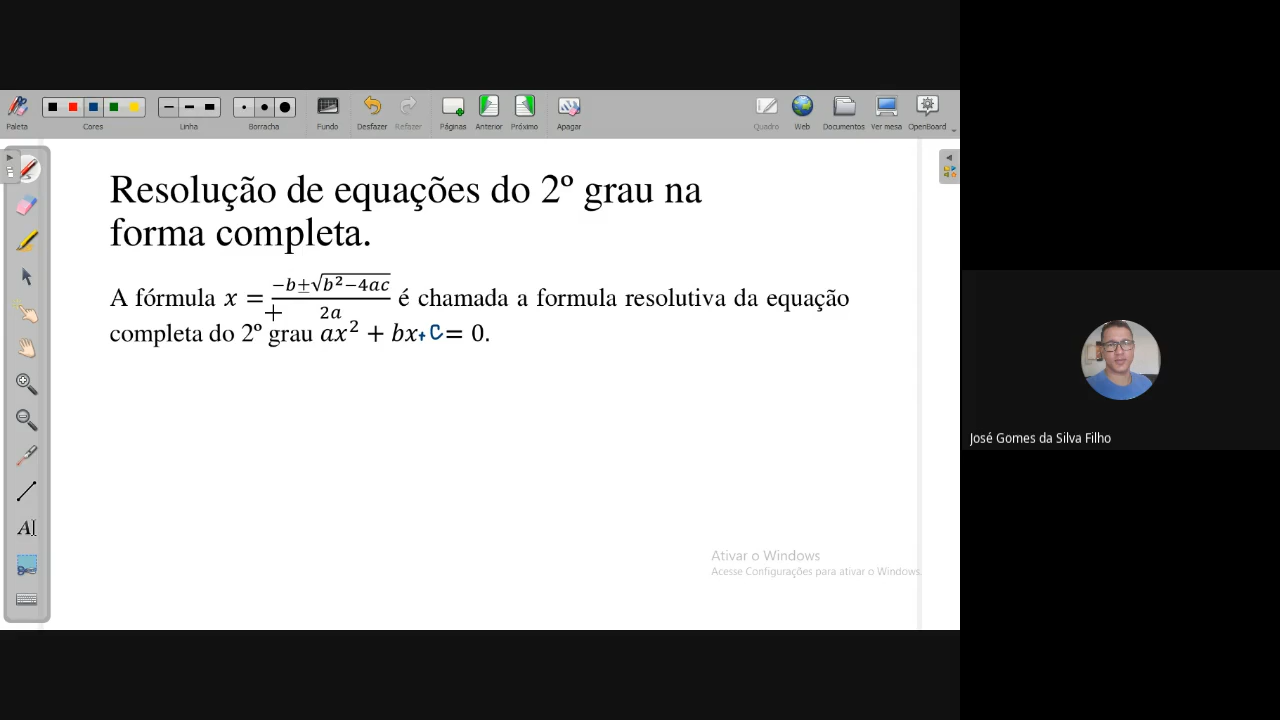 Paleta Cores Linha Borracha Fundo Desfazer Refazer Páginas Anterior Próximo Apagar Quadro Web Documentos Ver mesa OpenBoard
Resolução de equações do 2º grau na
forma completa.
A fórmula x = (-b±√(b²−4ac))/(2a) é chamada a formula resolutiva da equação
completa do 2º grau ax² + bx + c = 0.
Ativar o Windows
Acesse Configurações para ativar o Windows.
José Gomes da Silva Filho